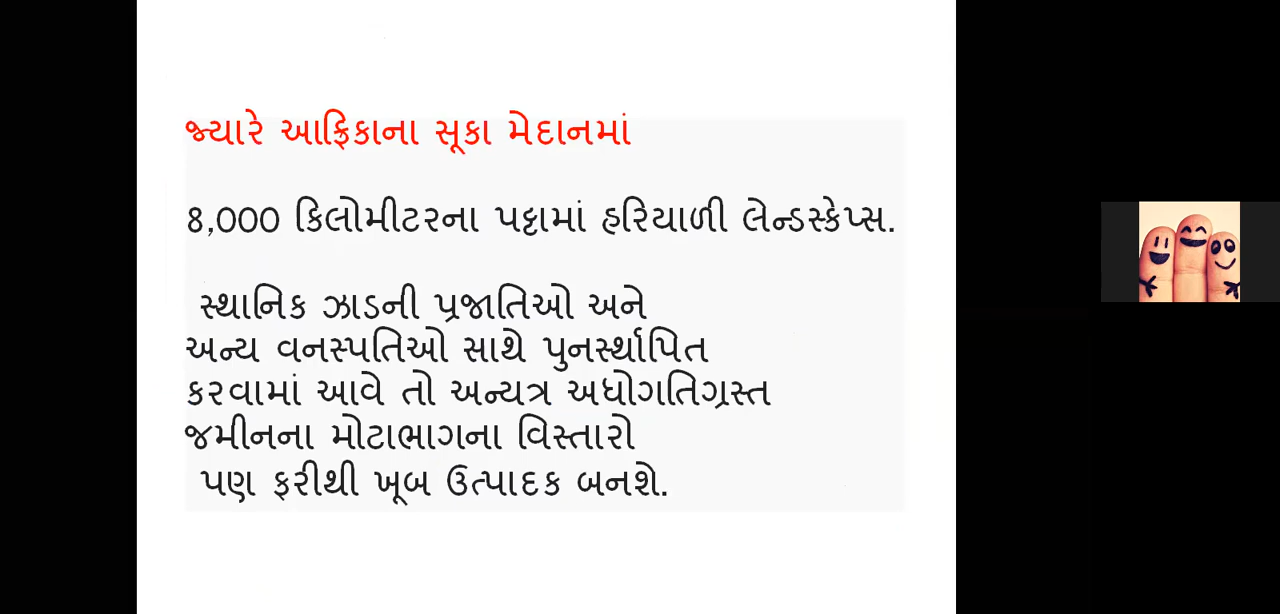 જ્યારે આફ્રિકાના સૂકા મેદાનમાં
8,000 કિલોમીટરના પટ્ટામાં હરિયાળી લેન્ડસ્કેપ્સ.
સ્થાનિક ઝાડની પ્રજાતિઓ અને
અન્ય વનસ્પતિઓ સાથે પુનર્સ્થાપિત
કરવામાં આવે તો અન્યત્ર અધોગતિગ્રસ્ત
જમીનના મોટાભાગના વિસ્તારો
પણ ફરીથી ખૂબ ઉત્પાદક બનશે.